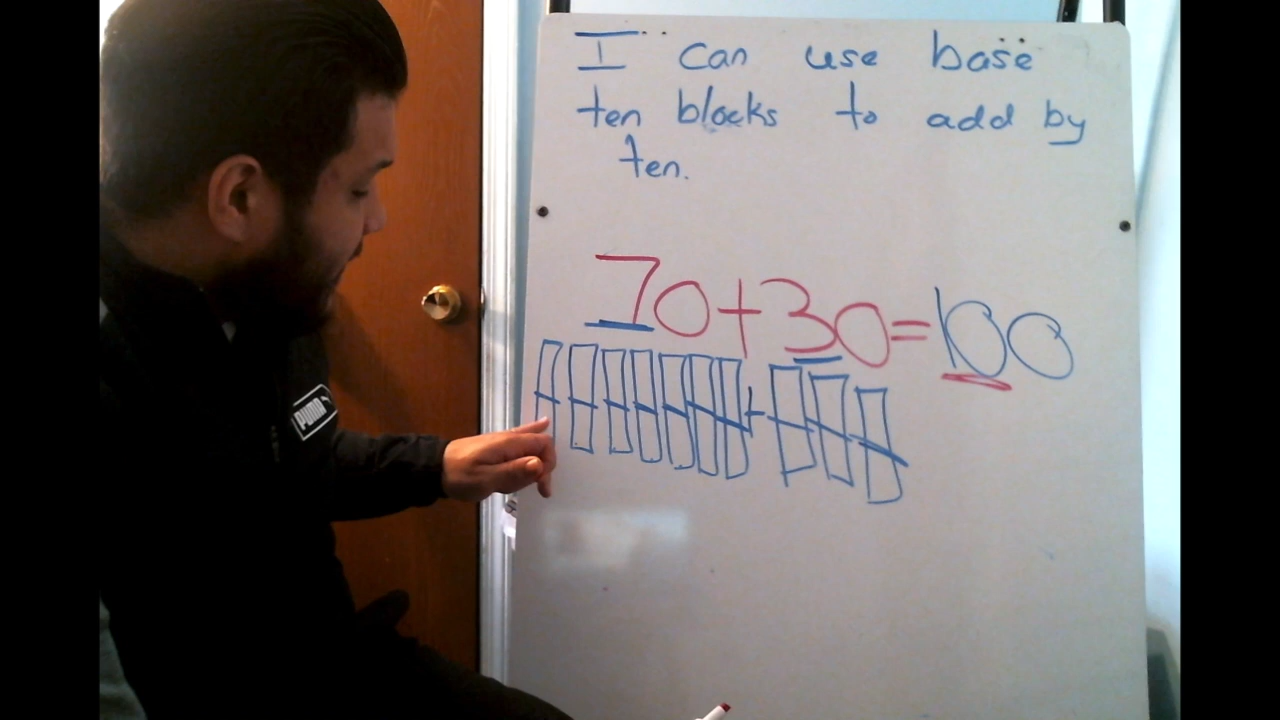 I can use base
ten blocks to add by
ten.
70+30=100
PUMA